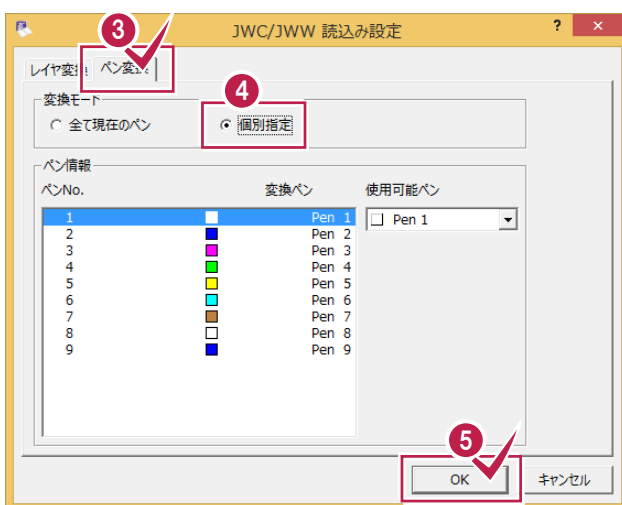 JWC/JWW 読込み設定 ? ×
3
レイヤ変換 ペン変換
変換モード
全て現在のペン
4
個別指定
ペン情報
ペンNo. 変換ペン 使用可能ペン
1 Pen 1 Pen 1
2 Pen 2
3 Pen 3
4 Pen 4
5 Pen 5
6 Pen 6
7 Pen 7
8 Pen 8
9 Pen 9
5
OK キャンセル